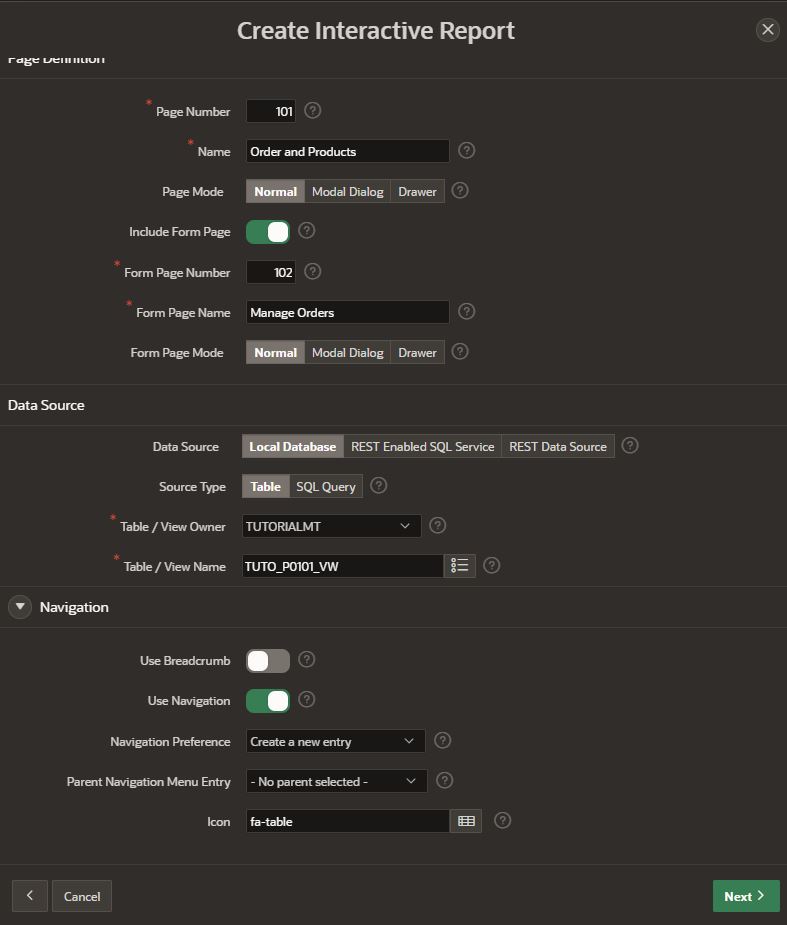 Create Interactive Report
Page Definition
* Page Number 101 ?
* Name Order and Products ?
Page Mode Normal Modal Dialog Drawer ?
Include Form Page ?
* Form Page Number 102 ?
* Form Page Name Manage Orders ?
Form Page Mode Normal Modal Dialog Drawer ?
Data Source
Data Source Local Database REST Enabled SQL Service REST Data Source ?
Source Type Table SQL Query ?
* Table / View Owner TUTORIALMT ?
* Table / View Name TUTO_P0101_VW ?
Navigation
Use Breadcrumb ?
Use Navigation ?
Navigation Preference Create a new entry ?
Parent Navigation Menu Entry - No parent selected - ?
Icon fa-table ?
Cancel Next